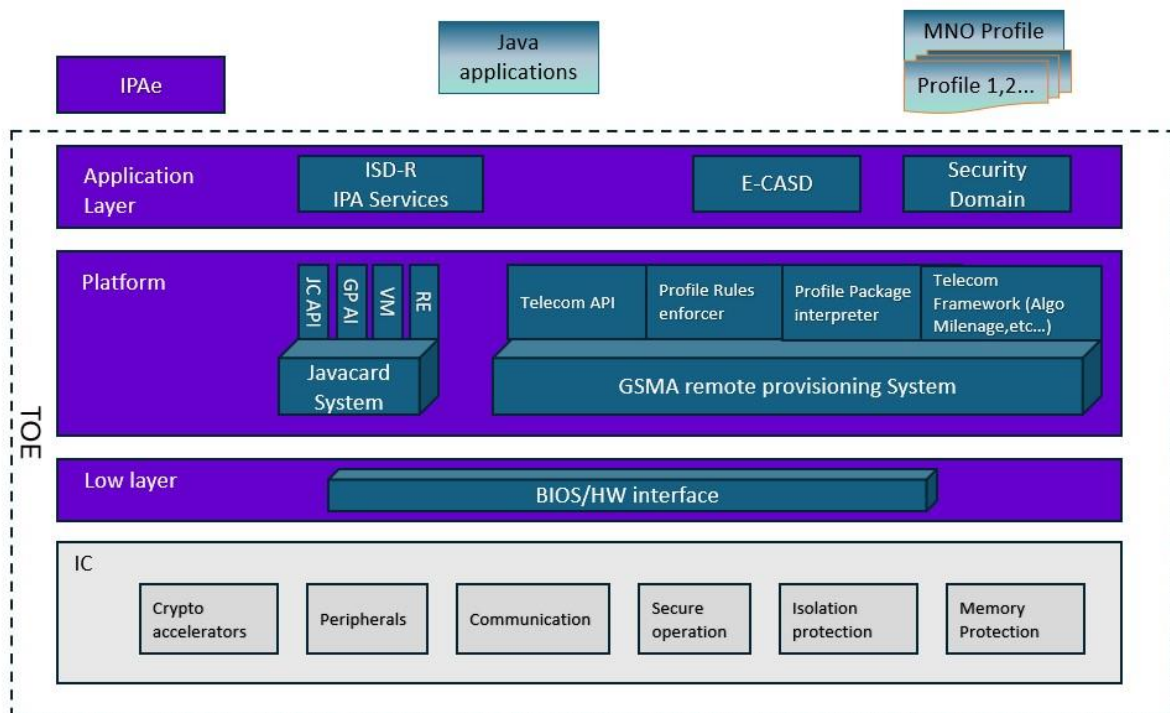 IPAe
Java
applications
MNO Profile
Profile 1,2...
TOE
Application
Layer
ISD-R
IPA Services
E-CASD
Security
Domain
Platform
JC API
GP AI
VM
RE
Javacard
System
Telecom API
Profile Rules
enforcer
Profile Package
interpreter
Telecom
Framework (Algo
Milenage,etc...)
GSMA remote provisioning System
Low layer
BIOS/HW interface
IC
Crypto
accelerators
Peripherals
Communication
Secure
operation
Isolation
protection
Memory
Protection